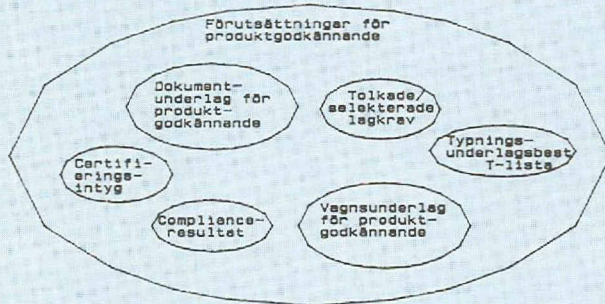 Förutsättningar för
produktgodkännande
Dokument-
underlag för
produkt-
godkännande
Tolkade/
selekterade
lagkrav
Typnings-
underlagsbest
T-lista
Certifi-
erings-
intyg
Compliance-
resultat
Vagnsunderlag
för produkt-
godkännande